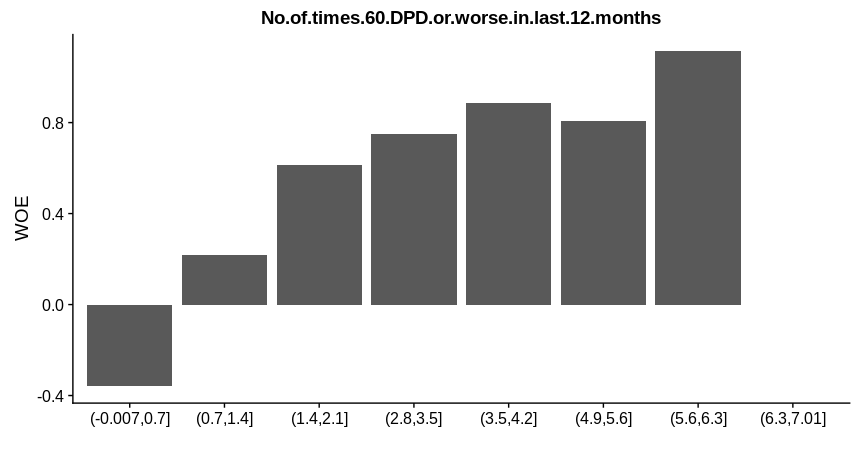 No.of.times.60.DPD.or.worse.in.last.12.months
WOE
0.8
0.4
0.0
-0.4
(-0.007,0.7] (0.7,1.4] (1.4,2.1] (2.8,3.5] (3.5,4.2] (4.9,5.6] (5.6,6.3] (6.3,7.01]